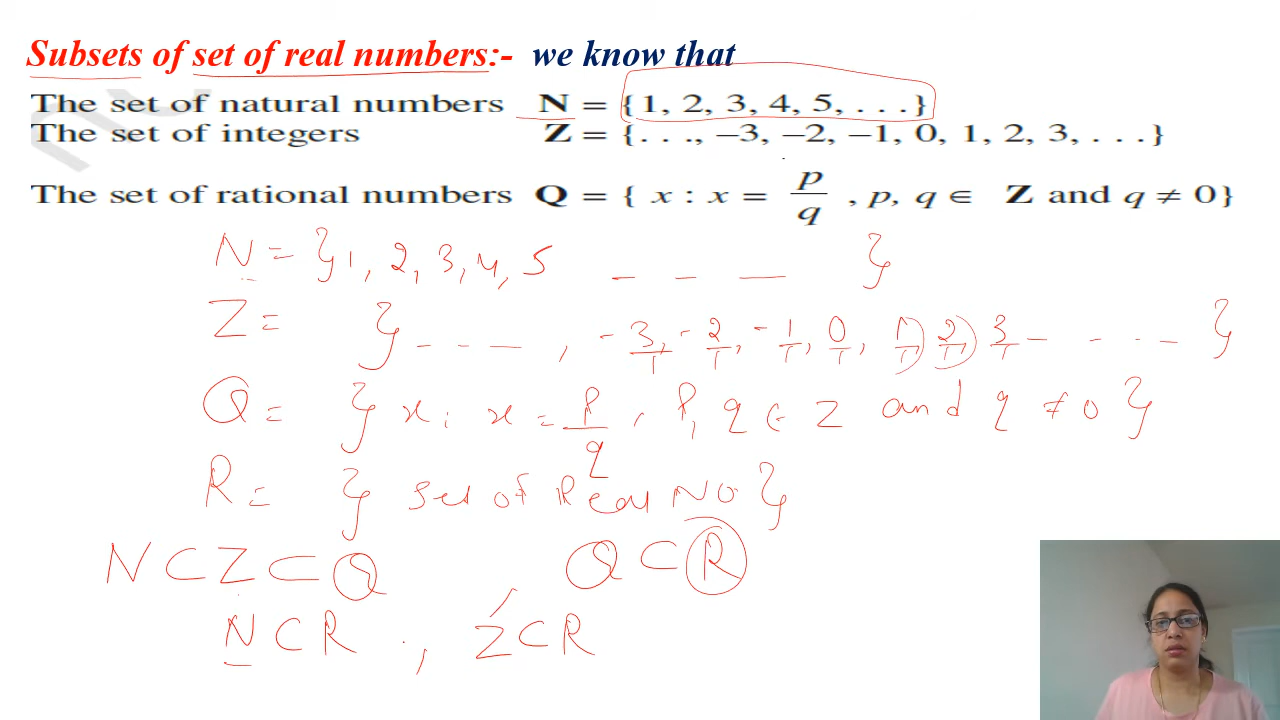 Subsets of set of real numbers:- we know that
The set of natural numbers N = {1, 2, 3, 4, 5, . . .}
The set of integers Z = {. . ., –3, –2, –1, 0, 1, 2, 3, . . .}
The set of rational numbers Q = { x : x = p/q , p, q ∈ Z and q ≠ 0}
N = {1, 2, 3, 4, 5 _ _ _ }
Z = { _ _ _ , -3/1, -2/1, -1/1, 0/1, 1/1, 2/1, 3/1 - . . . - }
Q = { x : x = P/q , P, q ∈ Z and q ≠ 0 }
R = { set of Real No }
N ⊂ Z ⊂ Q , Q ⊂ R
N ⊂ R , Z ⊂ R